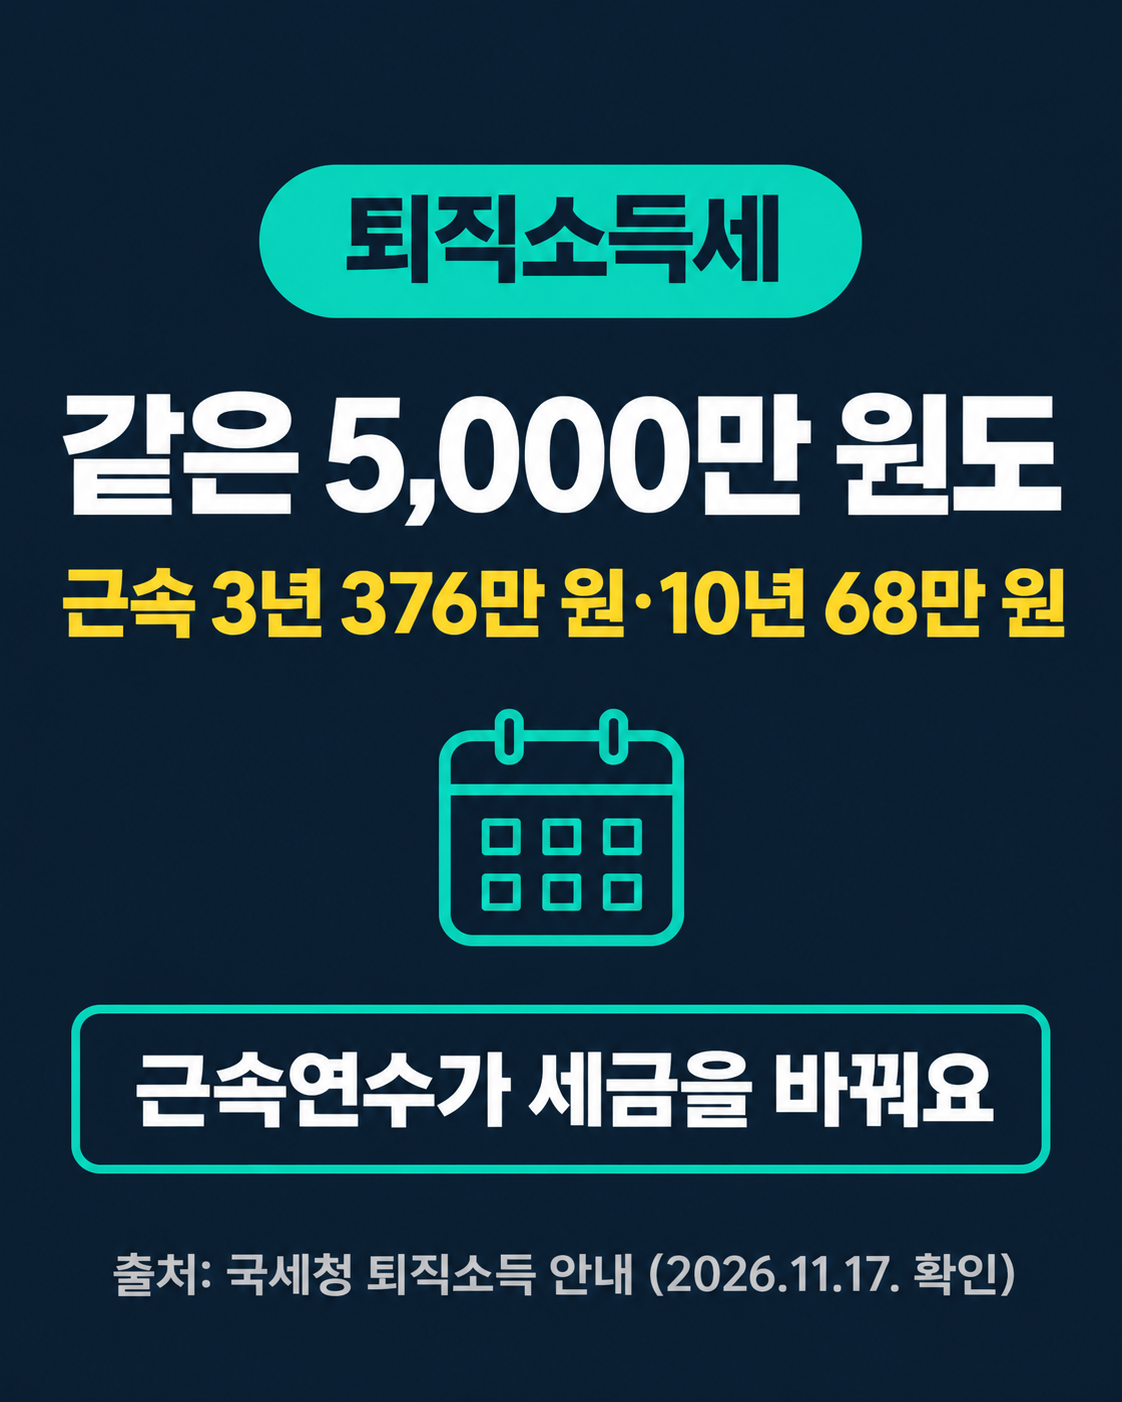 퇴직소득세
같은 5,000만 원도
근속 3년 376만 원·10년 68만 원
근속연수가 세금을 바꿔요
출처: 국세청 퇴직소득 안내 (2026.11.17. 확인)